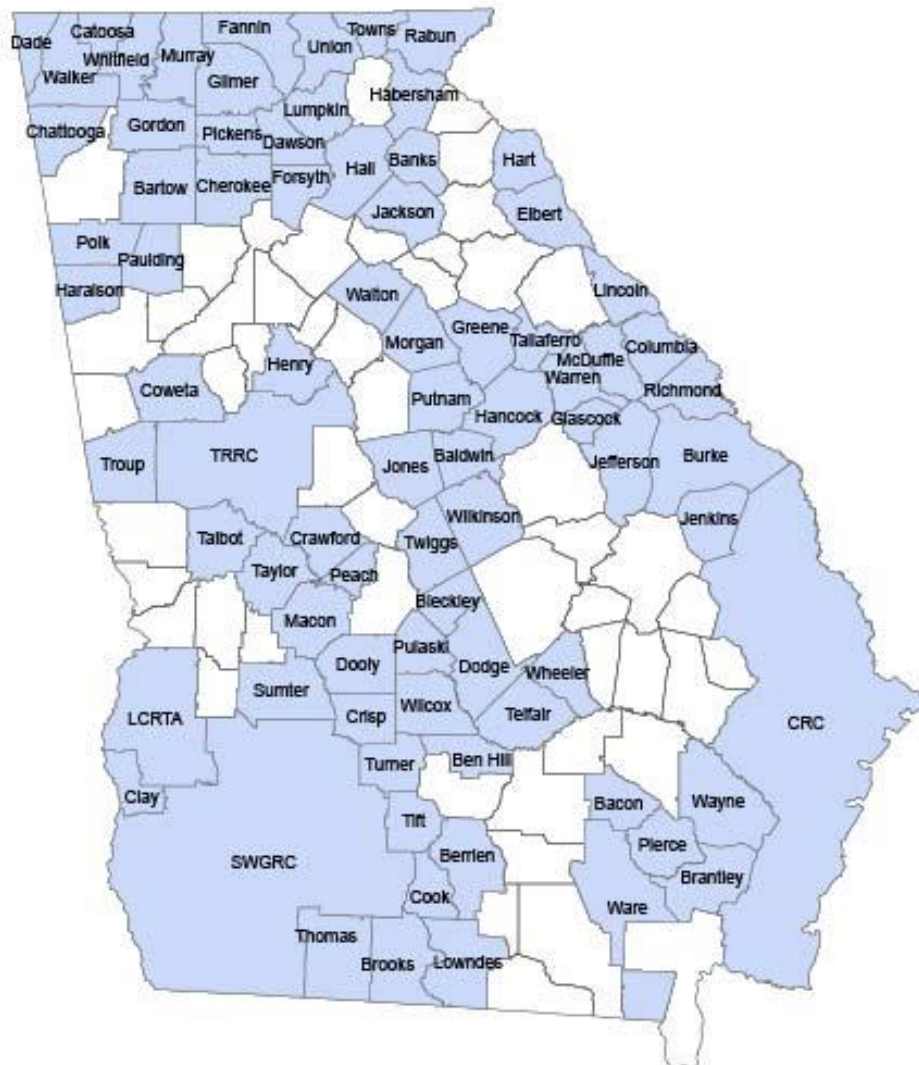 Fannin
Towns
Rabun
Catoosa
Dade
Union
Whitfield
Murray
Walker
Gilmer
Habersham
Lumpkin
Chattooga
Gordon
Pickens
Dawson
Hall
Banks
Hart
Bartow
Cherokee
Forsyth
Jackson
Elbert
Polk
Paulding
Haralson
Walton
Lincoln
Greene
Morgan
Taliaferro
Columbia
McDuffie
Henry
Warren
Coweta
Putnam
Richmond
Hancock
Glascock
Troup
TRRC
Jones
Baldwin
Jefferson
Burke
Wilkinson
Jenkins
Talbot
Crawford
Twiggs
Taylor
Peach
Bleckley
Macon
Pulaski
Dooly
Dodge
Wheeler
Sumter
Wilcox
Telfair
LCRTA
Crisp
CRC
Turner
Ben Hill
Clay
Bacon
Wayne
Tift
Pierce
Berrien
SWGRC
Brantley
Cook
Ware
Thomas
Brooks
Lowndes